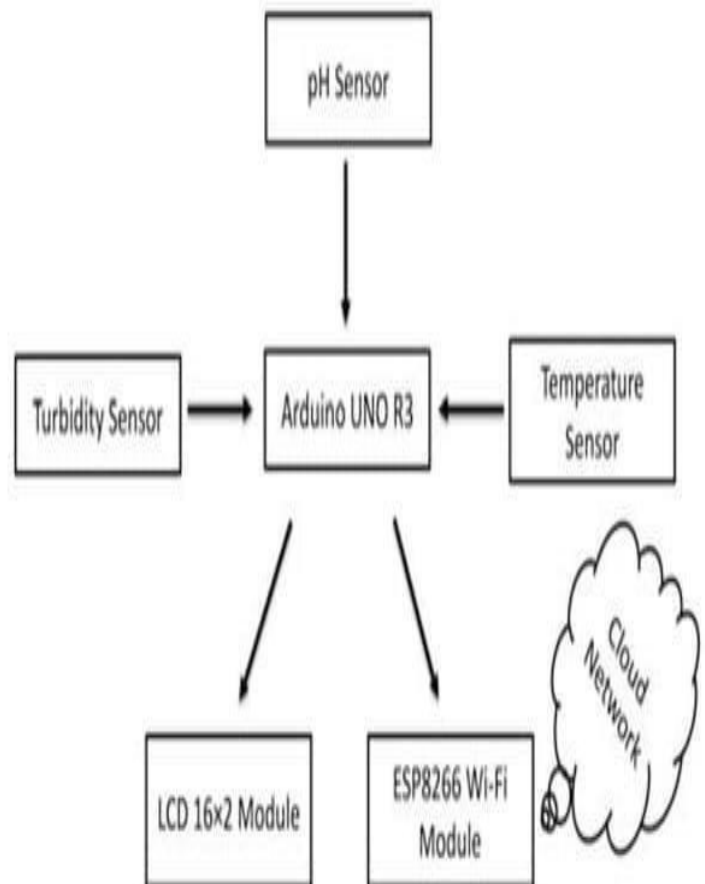 pH Sensor
Turbidity Sensor
Arduino UNO R3
Temperature
Sensor
Cloud
Network
LCD 16×2 Module
ESP8266 Wi-Fi
Module